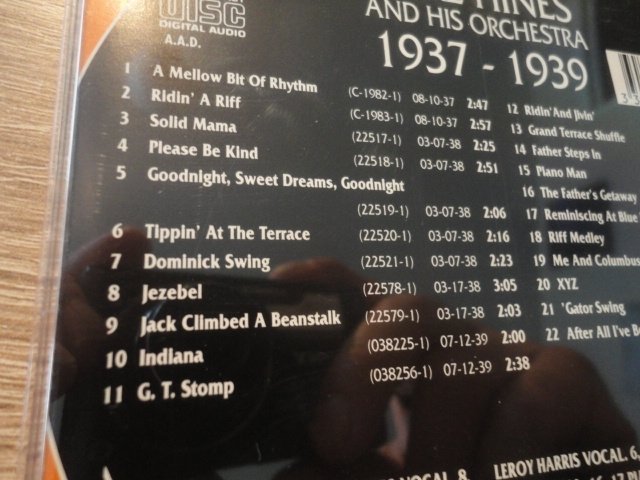 DISC
DIGITAL AUDIO
A.A.D.
HINES
AND HIS ORCHESTRA
1937 - 1939
1 A Mellow Bit Of Rhythm (C-1982-1) 08-10-37 2:47
2 Ridin' A Riff (C-1983-1) 08-10-37 2:57
3 Solid Mama (22517-1) 03-07-38 2:25
4 Please Be Kind (22518-1) 03-07-38 2:51
5 Goodnight, Sweet Dreams, Goodnight
(22519-1) 03-07-38 2:06
6 Tippin' At The Terrace (22520-1) 03-07-38 2:16
7 Dominick Swing (22521-1) 03-07-38 2:23
8 Jezebel (22578-1) 03-17-38 3:05
9 Jack Climbed A Beanstalk (22579-1) 03-17-38 2:03
10 Indiana (038225-1) 07-12-39 2:00
11 G. T. Stomp (038256-1) 07-12-39 2:38
12 Ridin' And Jivin'
13 Grand Terrace Shuffle
14 Father Steps In
15 Piano Man
16 The Father's Getaway
17 Reminiscing At Blue
18 Riff Medley
19 Me And Columbus
20 XYZ
21 'Gator Swing
22 After All I've
VOCAL. 8. LEROY HARRIS VOCAL. 6,